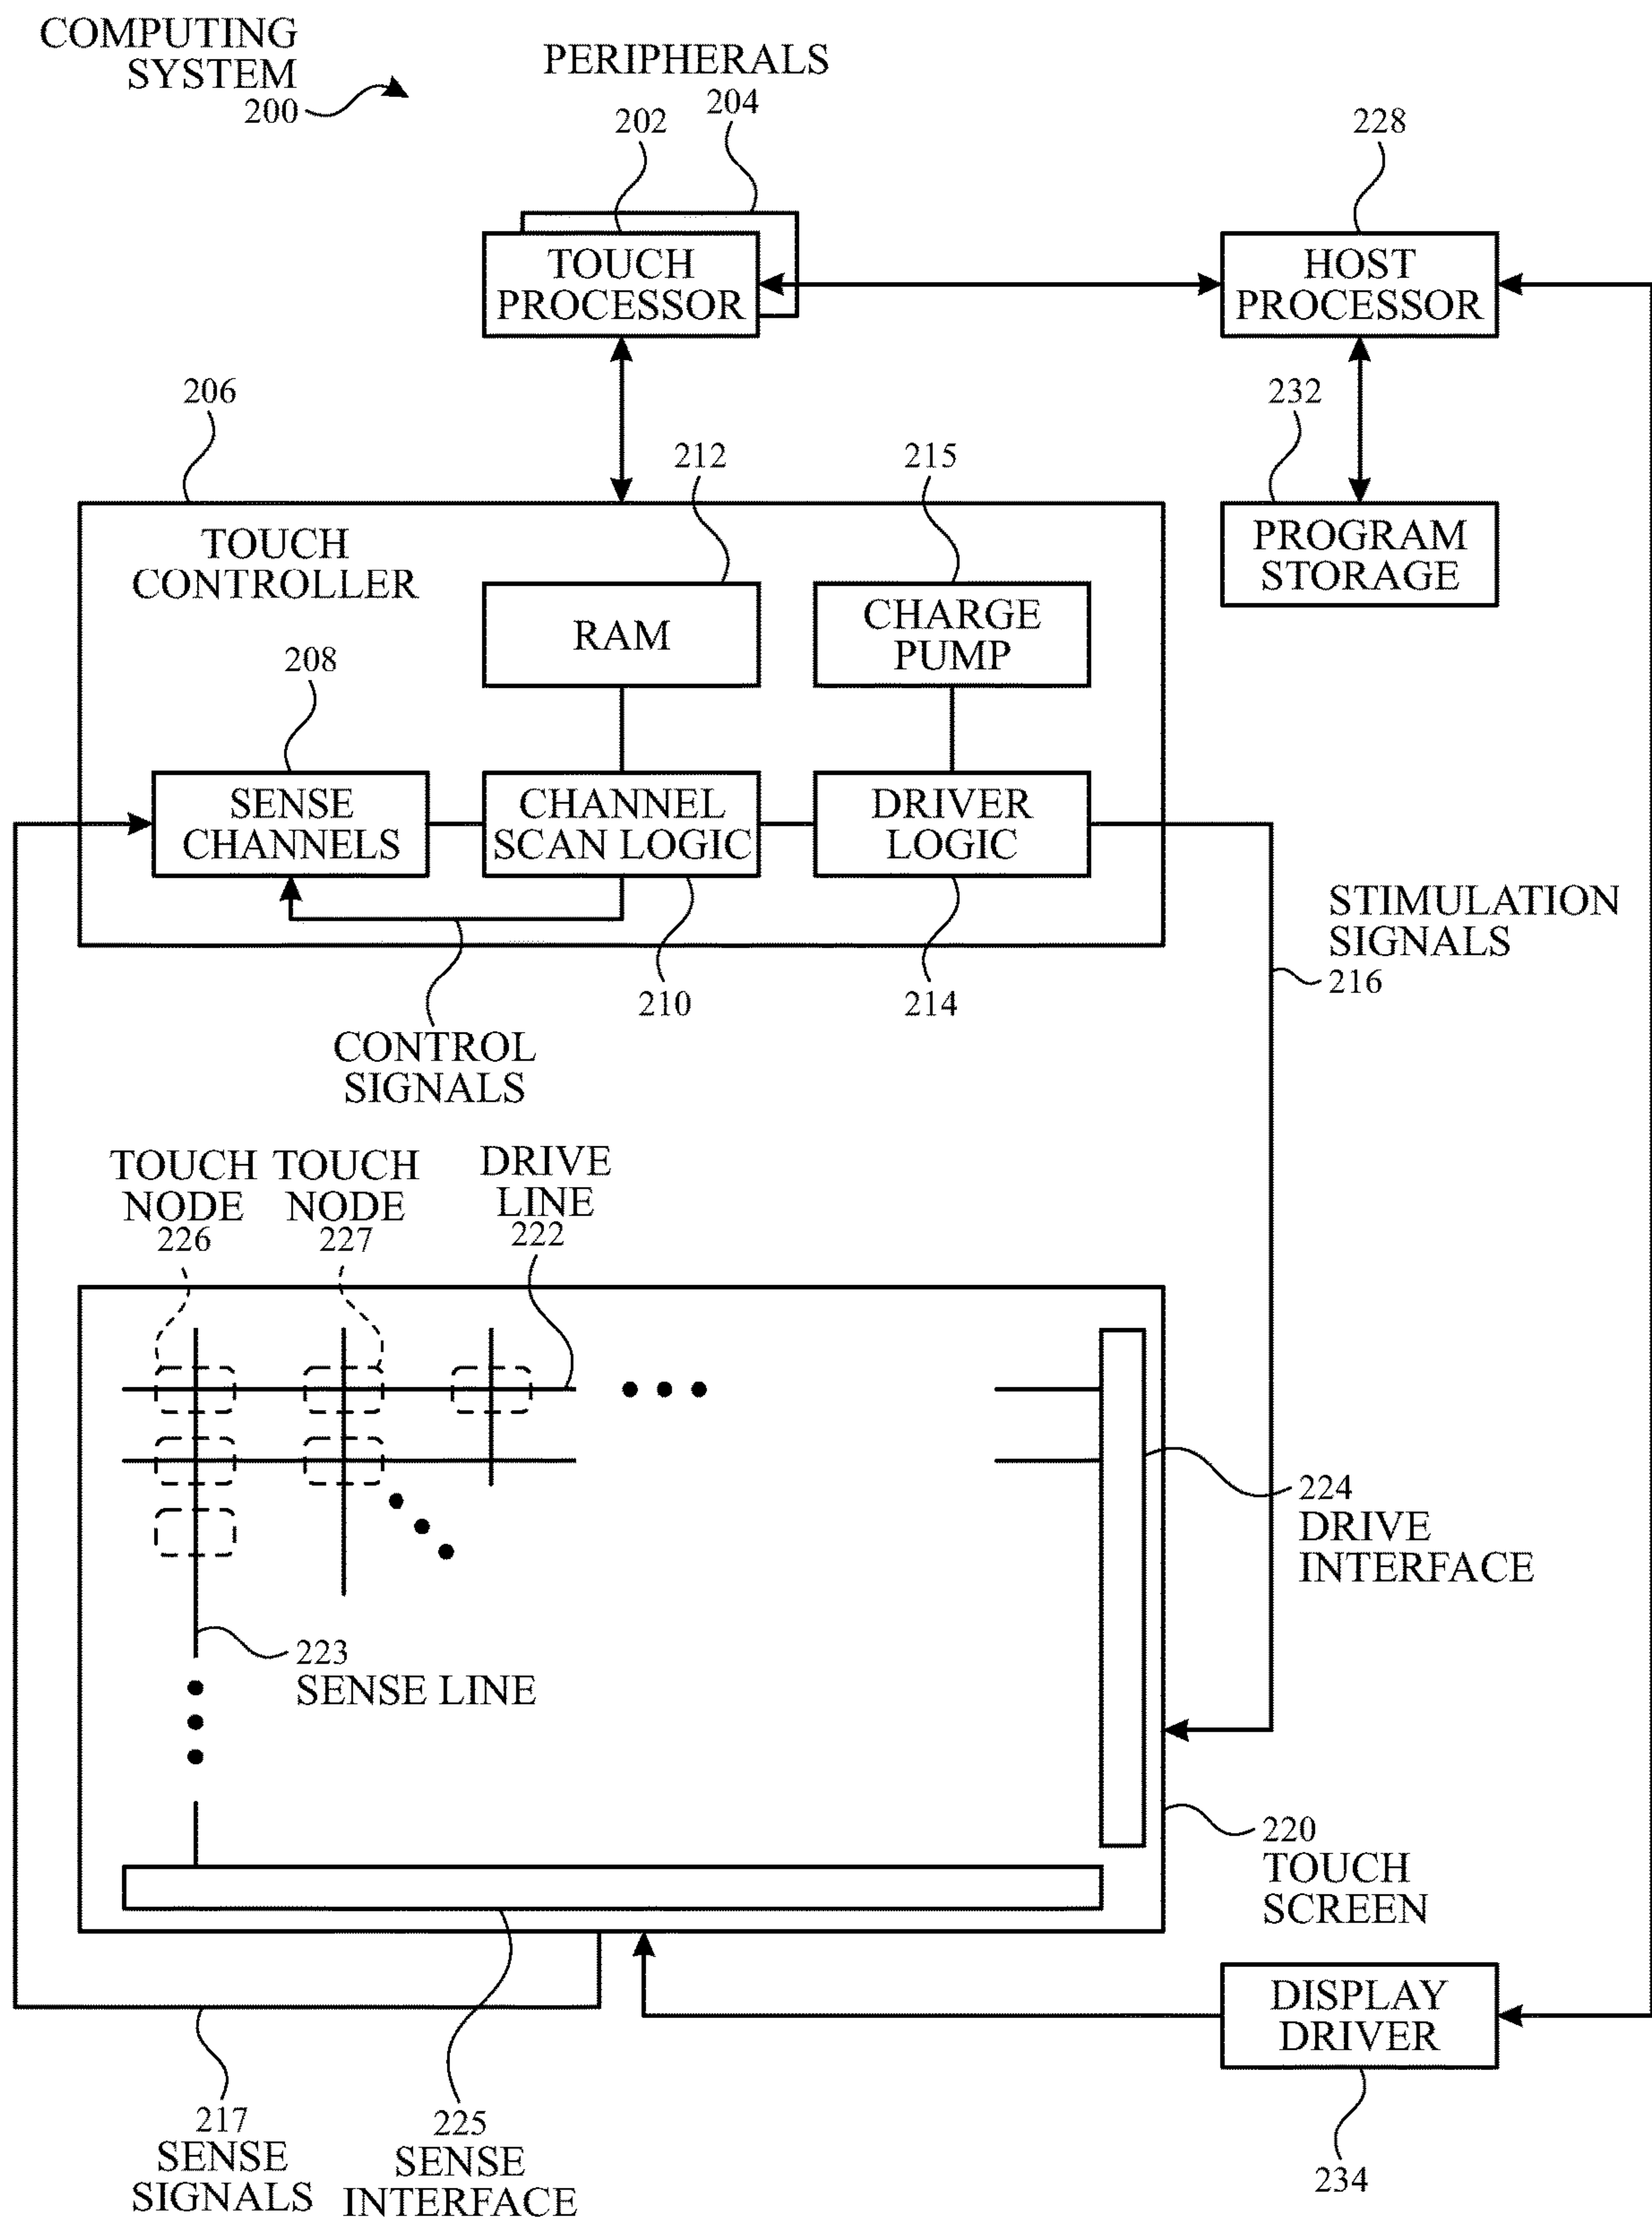 COMPUTING
SYSTEM
200
PERIPHERALS
204
202
228
TOUCH
PROCESSOR
HOST
PROCESSOR
206
212
215
232
TOUCH
CONTROLLER
RAM
CHARGE
PUMP
PROGRAM
STORAGE
208
SENSE
CHANNELS
CHANNEL
SCAN LOGIC
DRIVER
LOGIC
STIMULATION
SIGNALS
216
210
214
CONTROL
SIGNALS
TOUCH
NODE
226
TOUCH
NODE
227
DRIVE
LINE
222
224
DRIVE
INTERFACE
223
SENSE LINE
220
TOUCH
SCREEN
DISPLAY
DRIVER
217
SENSE
SIGNALS
225
SENSE
INTERFACE
234